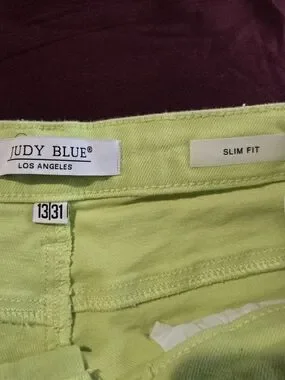 JUDY BLUE®
LOS ANGELES
SLIM FIT
13|31